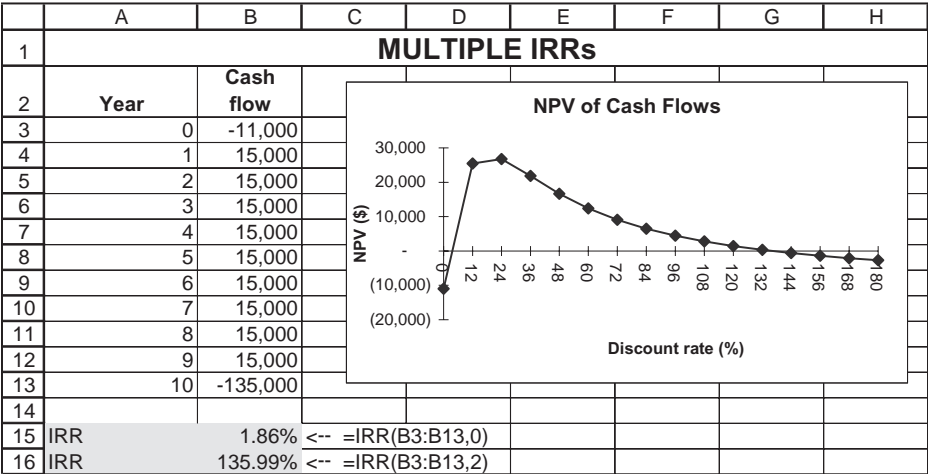 A B C D E F G H
1 MULTIPLE IRRs
2 Year Cash flow
3 0 -11,000
4 1 15,000
5 2 15,000
6 3 15,000
7 4 15,000
8 5 15,000
9 6 15,000
10 7 15,000
11 8 15,000
12 9 15,000
13 10 -135,000
14
15 IRR 1.86% <-- =IRR(B3:B13,0)
16 IRR 135.99% <-- =IRR(B3:B13,2)
NPV of Cash Flows
30,000
20,000
10,000
-
(10,000)
(20,000)
NPV ($)
0 12 24 36 48 60 72 84 96 108 120 132 144 156 168 180
Discount rate (%)